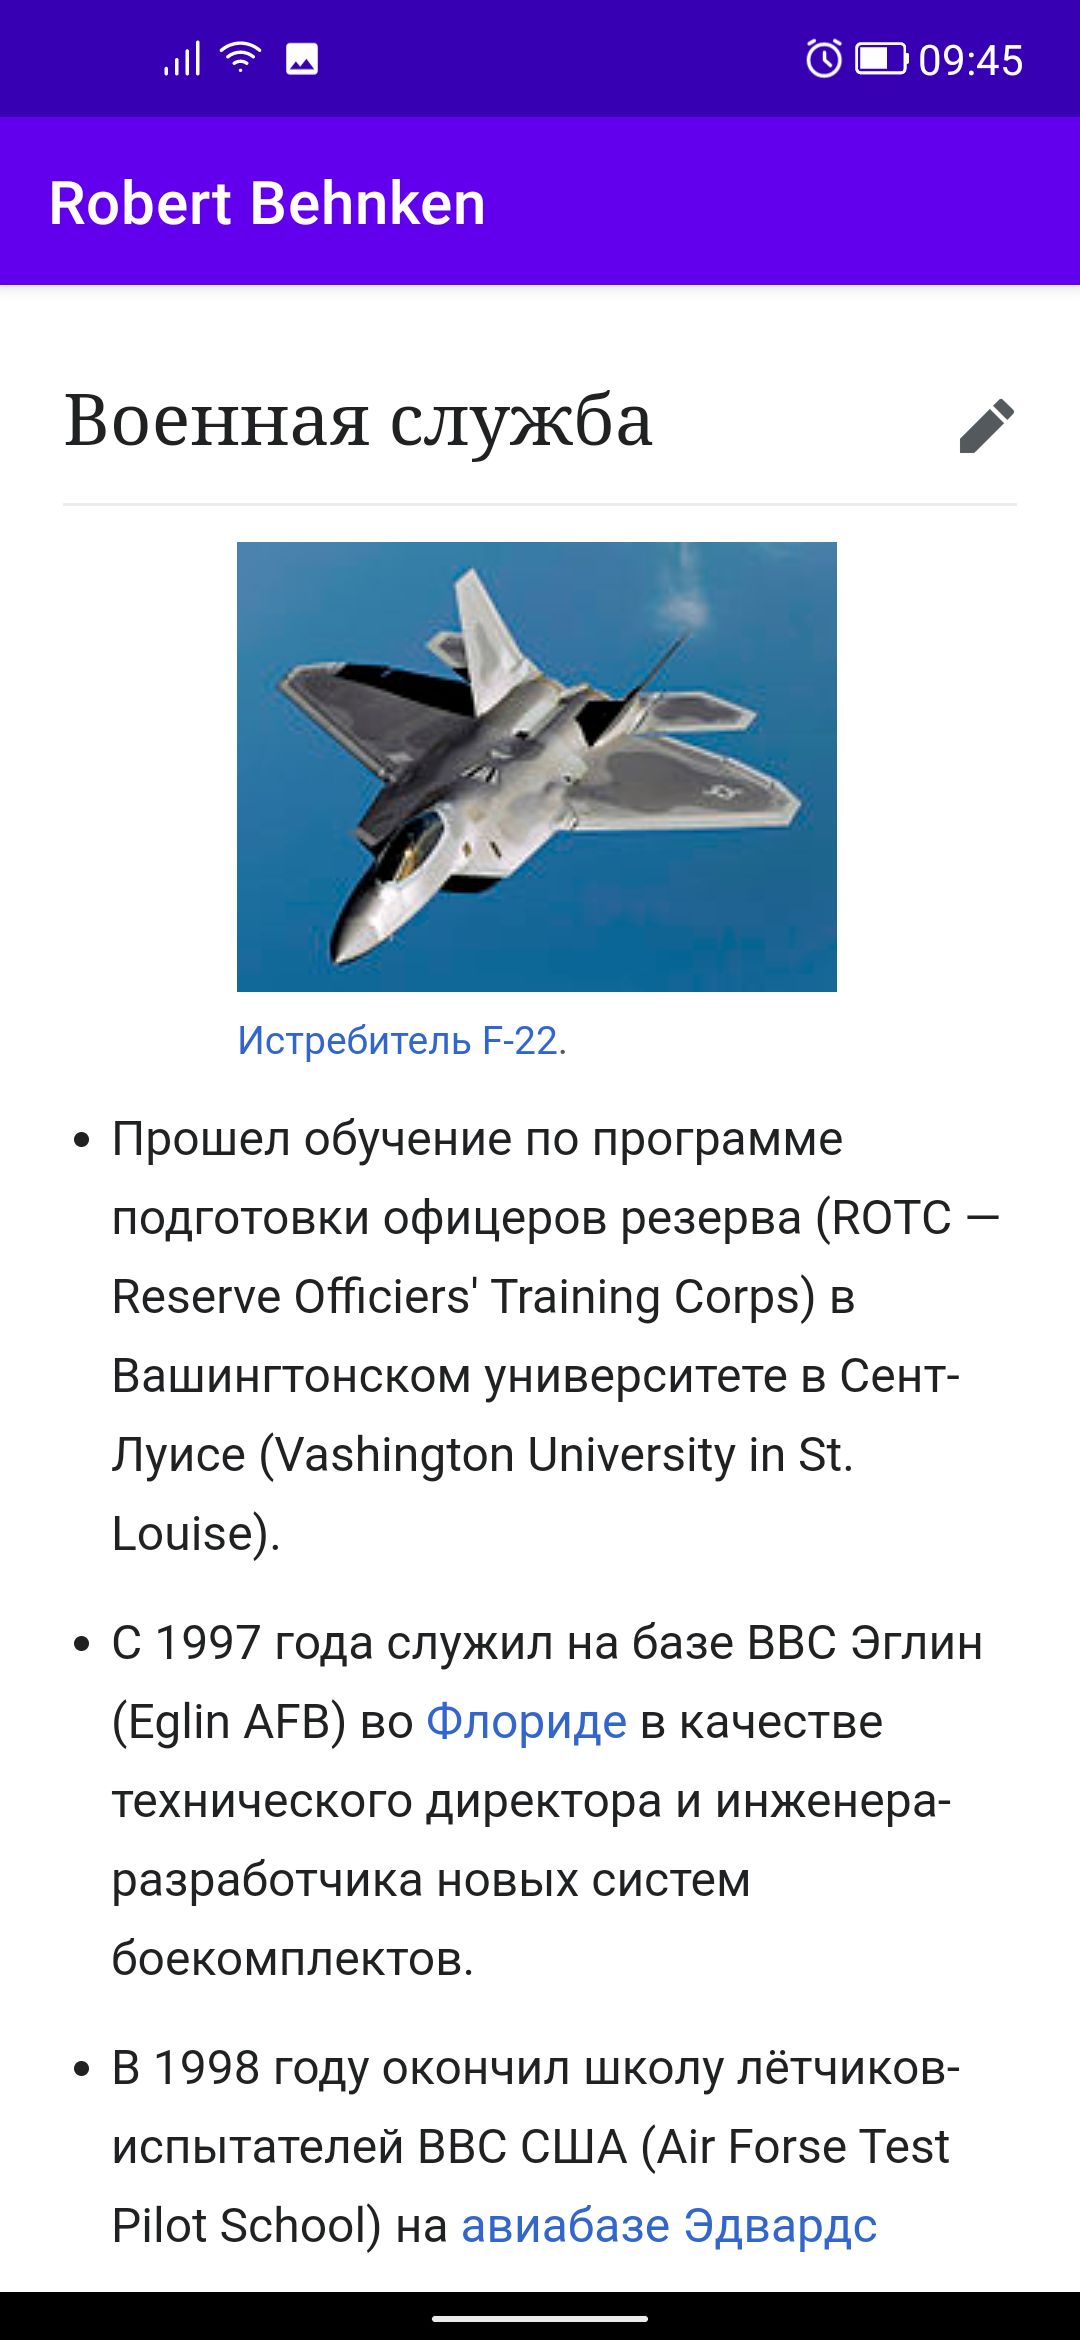 09:45
Robert Behnken
Военная служба
Истребитель F-22.
• Прошел обучение по программе
подготовки офицеров резерва (ROTC —
Reserve Officiers' Training Corps) в
Вашингтонском университете в Сент-
Луисе (Vashington University in St.
Louise).
• С 1997 года служил на базе ВВС Эглин
(Eglin AFB) во Флориде в качестве
технического директора и инженера-
разработчика новых систем
боекомплектов.
• В 1998 году окончил школу лётчиков-
испытателей ВВС США (Air Forse Test
Pilot School) на авиабазе Эдвардс